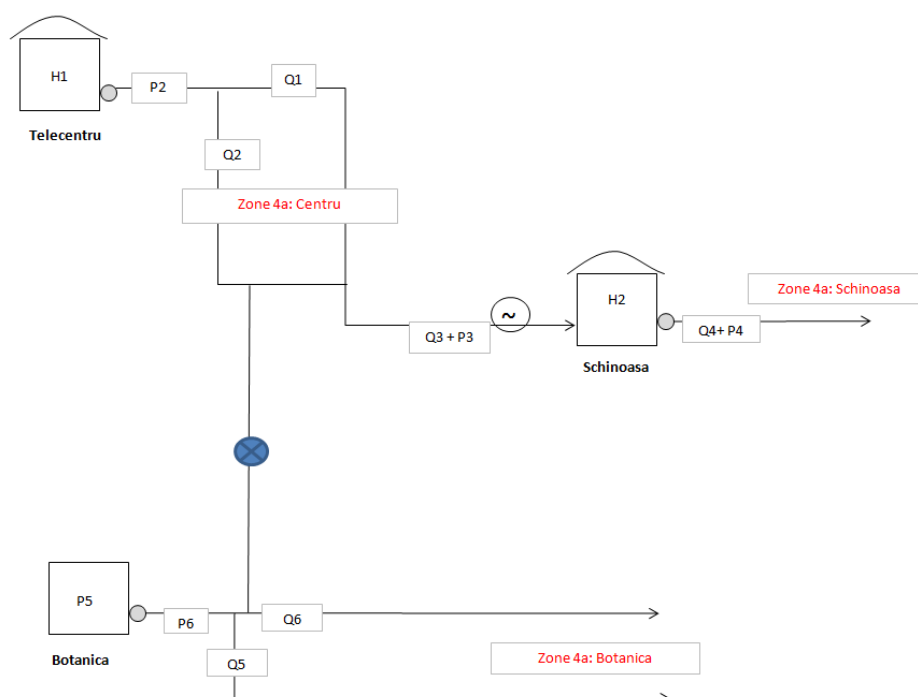 H1
P2
Q1
Telecentru
Q2
Zone 4a: Centru
H2
Zone 4a: Schinoasa
~
Q3 + P3
Q4+ P4
Schinoasa
P5
P6
Q6
Botanica
Q5
Zone 4a: Botanica